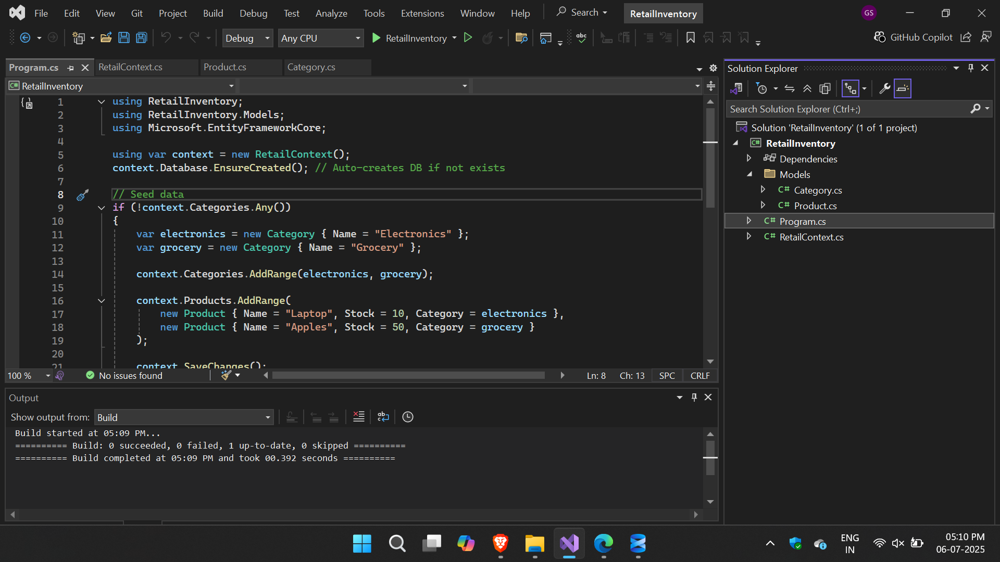 File Edit View Git Project Build Debug Test Analyze Tools Extensions Window Help Search RetailInventory GS
Debug Any CPU RetailInventory abc GitHub Copilot
Program.cs RetailContext.cs Product.cs Category.cs
C# RetailInventory
1 using RetailInventory;
2 using RetailInventory.Models;
3 using Microsoft.EntityFrameworkCore;
4
5 using var context = new RetailContext();
6 context.Database.EnsureCreated(); // Auto-creates DB if not exists
7
8 // Seed data
9 if (!context.Categories.Any())
10 {
11 var electronics = new Category { Name = "Electronics" };
12 var grocery = new Category { Name = "Grocery" };
13
14 context.Categories.AddRange(electronics, grocery);
15
16 context.Products.AddRange(
17 new Product { Name = "Laptop", Stock = 10, Category = electronics },
18 new Product { Name = "Apples", Stock = 50, Category = grocery }
19 );
20
21 context.SaveChanges();
100 % No issues found Ln: 8 Ch: 13 SPC CRLF
Output
Show output from: Build
Build started at 05:09 PM...
========== Build: 0 succeeded, 0 failed, 1 up-to-date, 0 skipped ==========
========== Build completed at 05:09 PM and took 00.392 seconds ==========
Solution Explorer
Search Solution Explorer (Ctrl+;)
Solution 'RetailInventory' (1 of 1 project)
C# RetailInventory
Dependencies
Models
C# Category.cs
C# Product.cs
C# Program.cs
C# RetailContext.cs
ENG
IN
05:10 PM
06-07-2025